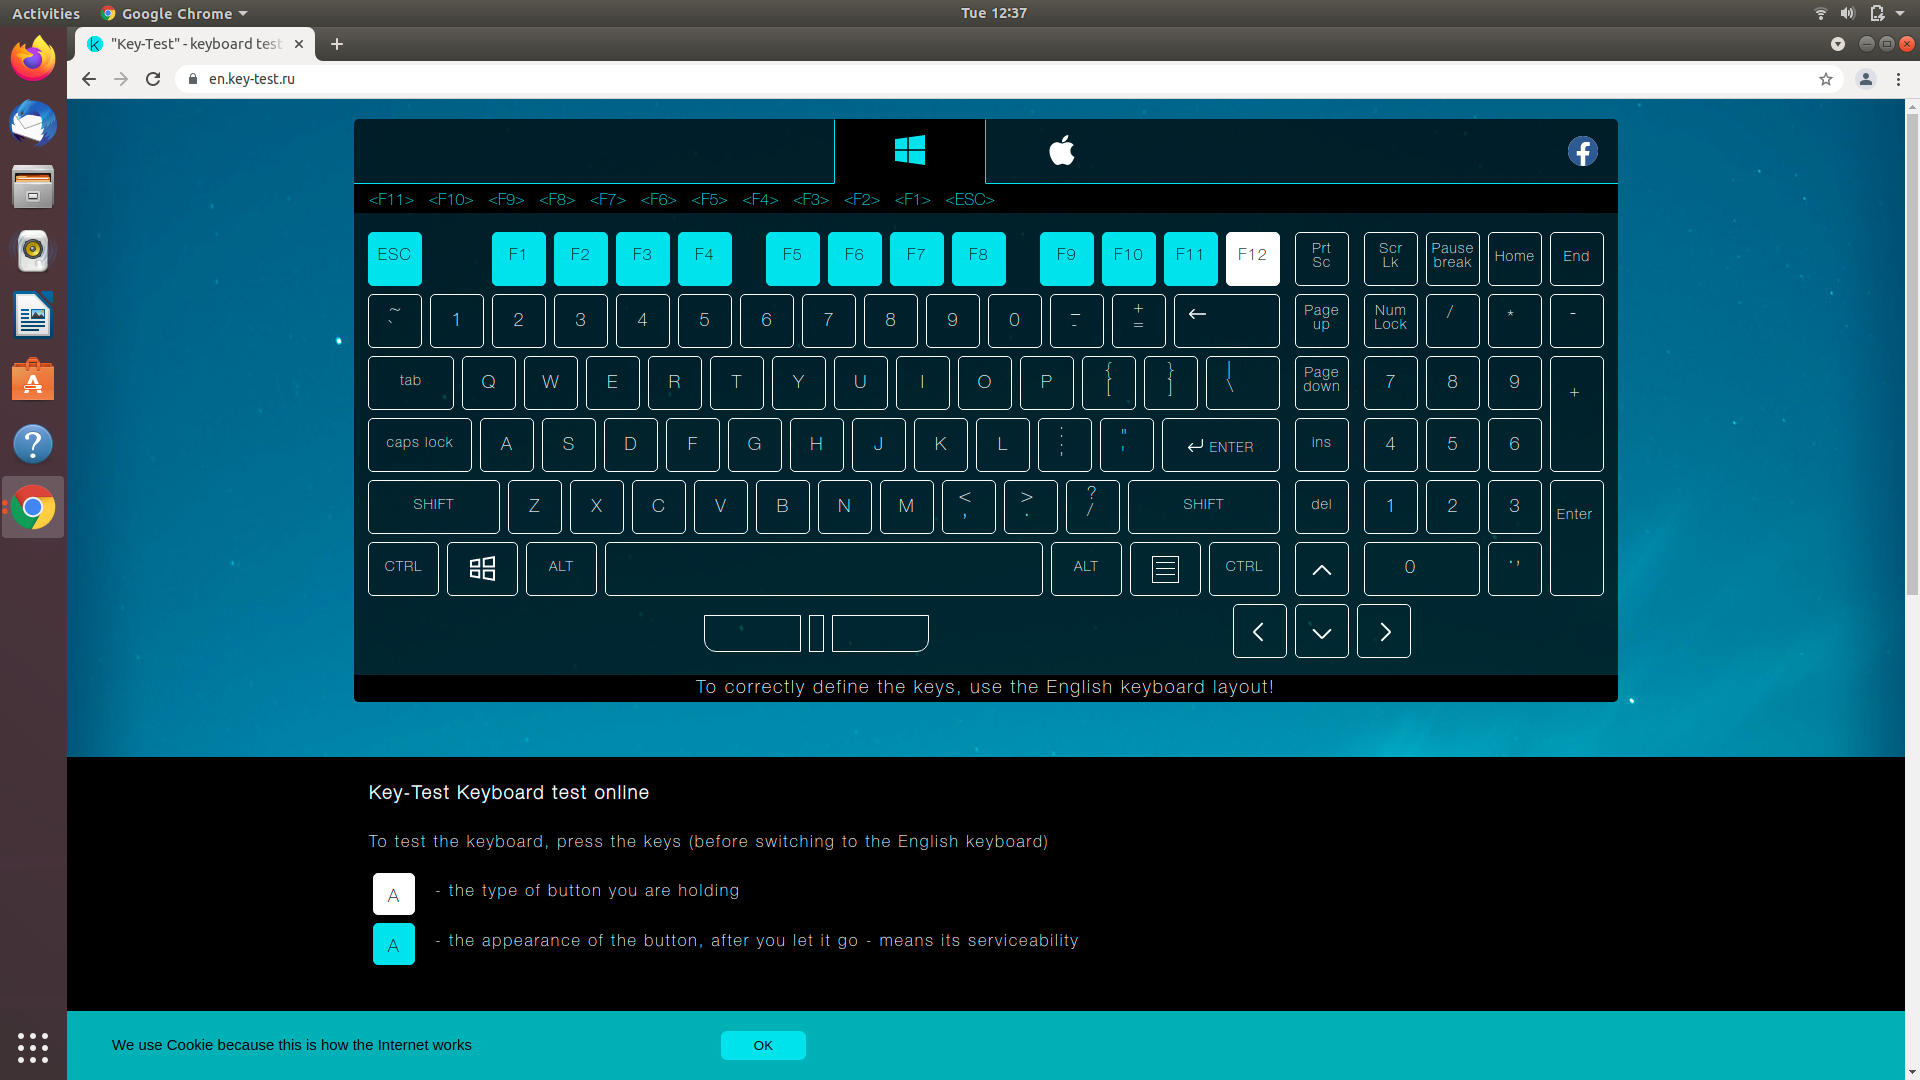 Activities Google Chrome Tue 12:37
"Key-Test" - keyboard test
en.key-test.ru
<F11> <F10> <F9> <F8> <F7> <F6> <F5> <F4> <F3> <F2> <F1> <ESC>
ESC F1 F2 F3 F4 F5 F6 F7 F8 F9 F10 F11 F12 Prt Sc Scr Lk Pause break Home End
~ ` 1 2 3 4 5 6 7 8 9 0 _ - + = ← Page up Num Lock / * -
tab Q W E R T Y U I O P { [ } ] | \ Page down 7 8 9 +
caps lock A S D F G H J K L : ; " ' ↵ ENTER ins 4 5 6
SHIFT Z X C V B N M < , > . ? / SHIFT del 1 2 3 Enter
CTRL ALT ALT CTRL 0 . ,
To correctly define the keys, use the English keyboard layout!
Key-Test Keyboard test online
To test the keyboard, press the keys (before switching to the English keyboard)
A - the type of button you are holding
A - the appearance of the button, after you let it go - means its serviceability
We use Cookie because this is how the Internet works OK